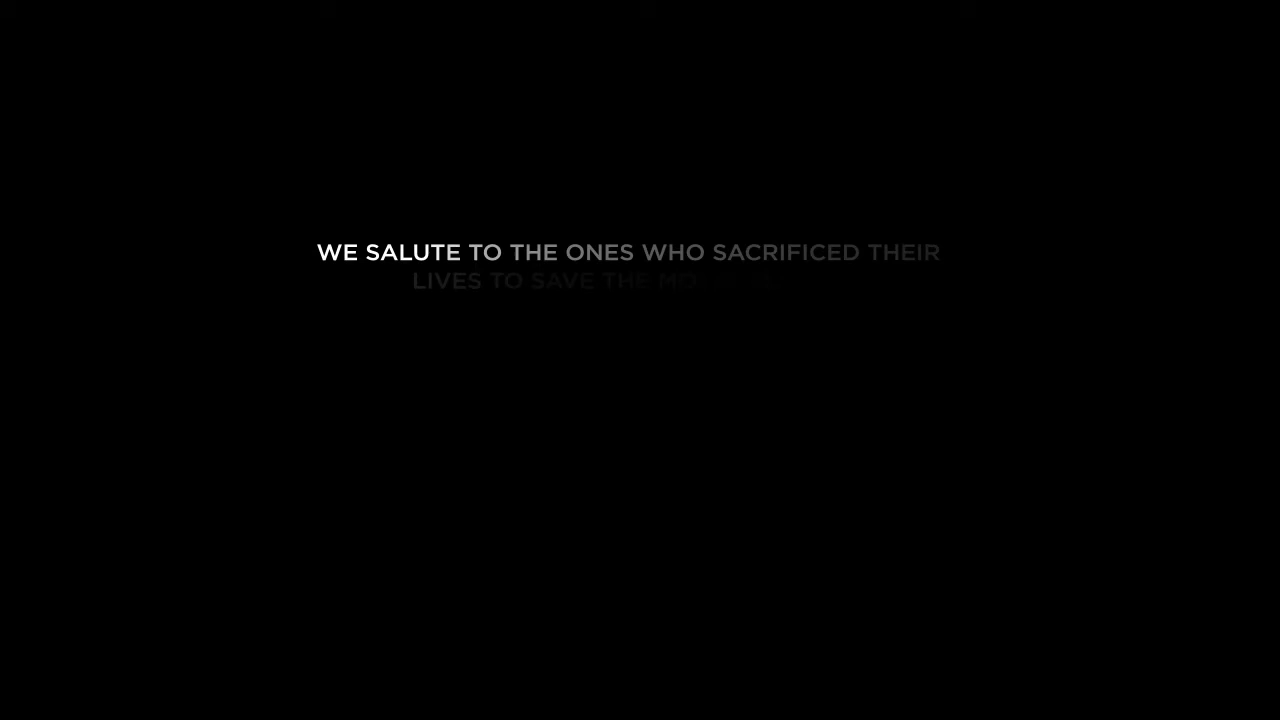 WE SALUTE TO THE ONES WHO SACRIFICED THEIR
LIVES TO SAVE THE